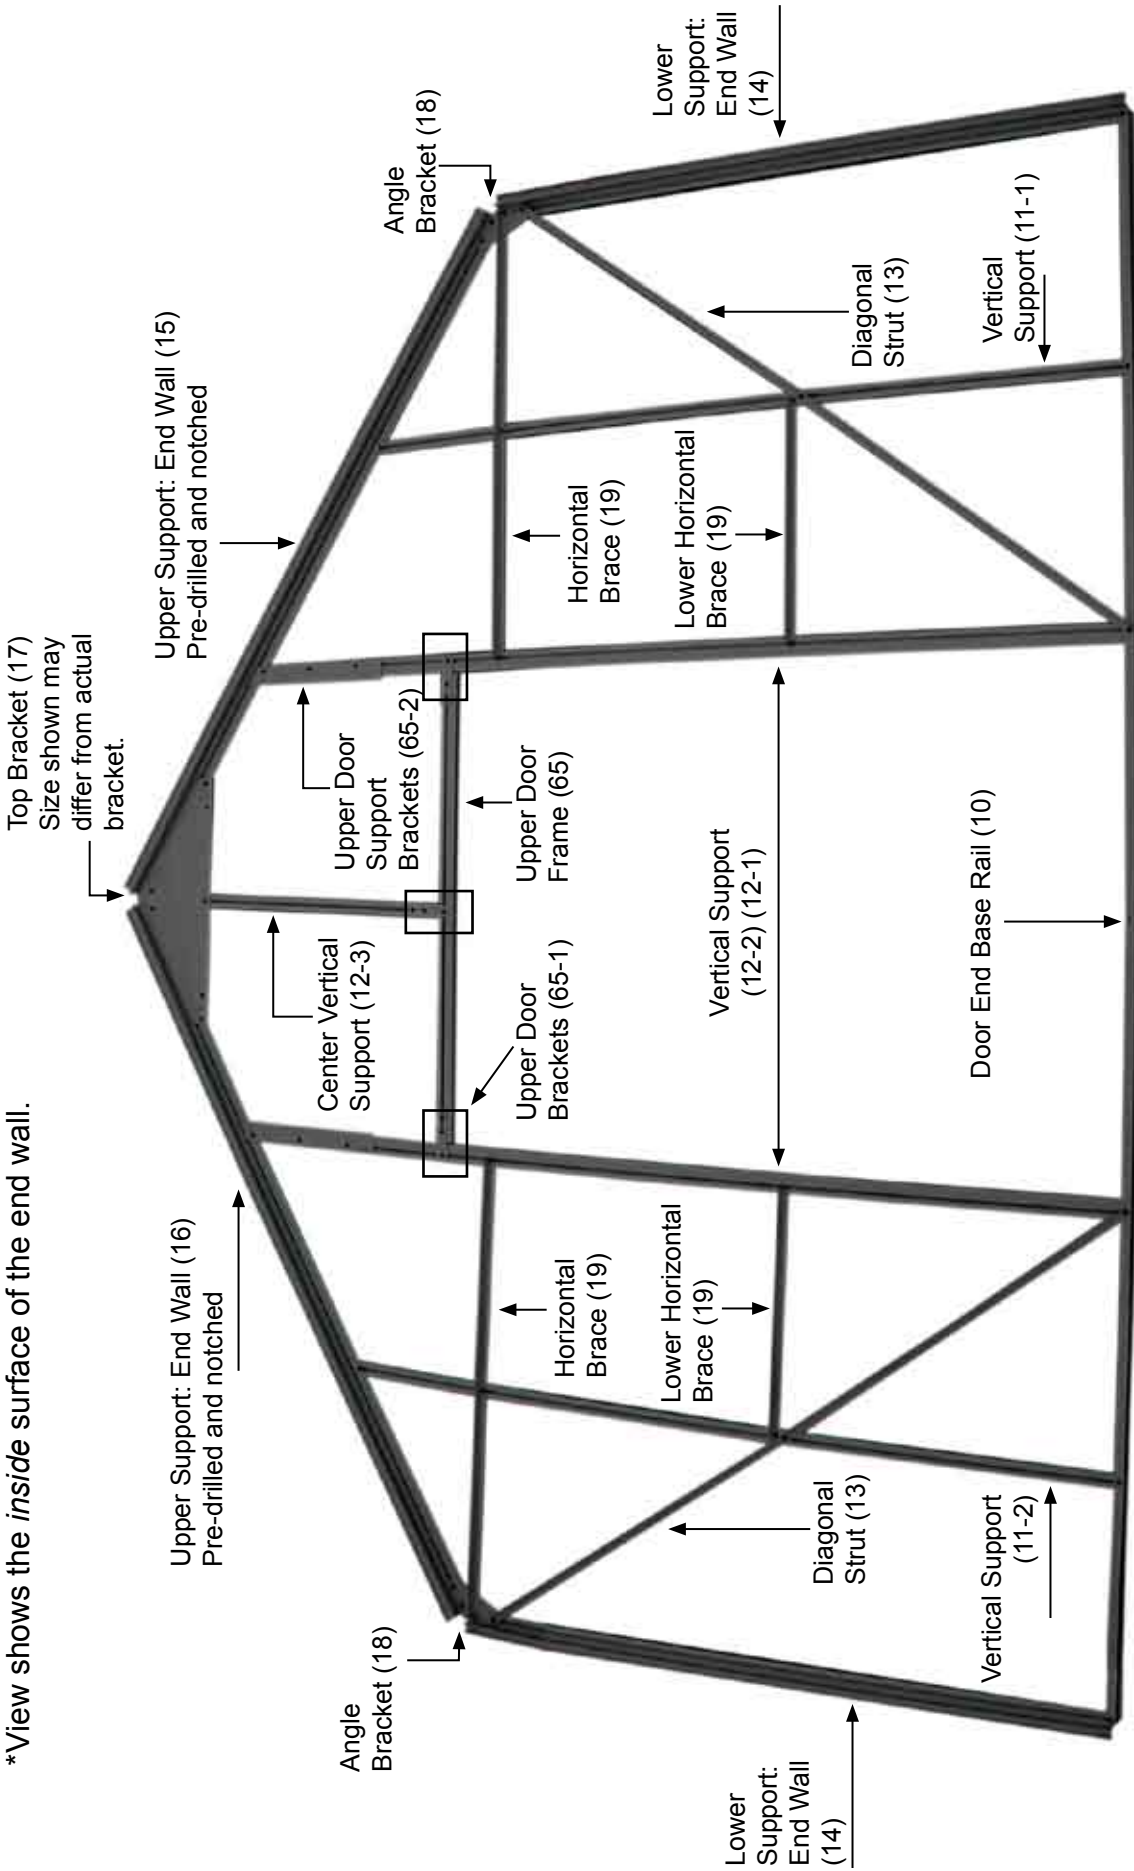 *View shows the inside surface of the end wall.
Top Bracket (17)
Size shown may
differ from actual
bracket.
Upper Support: End Wall (16)
Pre-drilled and notched
Upper Support: End Wall (15)
Pre-drilled and notched
Angle
Bracket (18)
Angle
Bracket (18)
Center Vertical
Support (12-3)
Upper Door
Support
Brackets (65-2)
Upper Door
Brackets (65-1)
Upper Door
Frame (65)
Horizontal
Brace (19)
Horizontal
Brace (19)
Lower Horizontal
Brace (19)
Lower Horizontal
Brace (19)
Lower
Support:
End Wall
(14)
Lower
Support:
End Wall
(14)
Vertical Support
(12-2) (12-1)
Diagonal
Strut (13)
Diagonal
Strut (13)
Vertical Support
(11-2)
Door End Base Rail (10)
Vertical
Support (11-1)